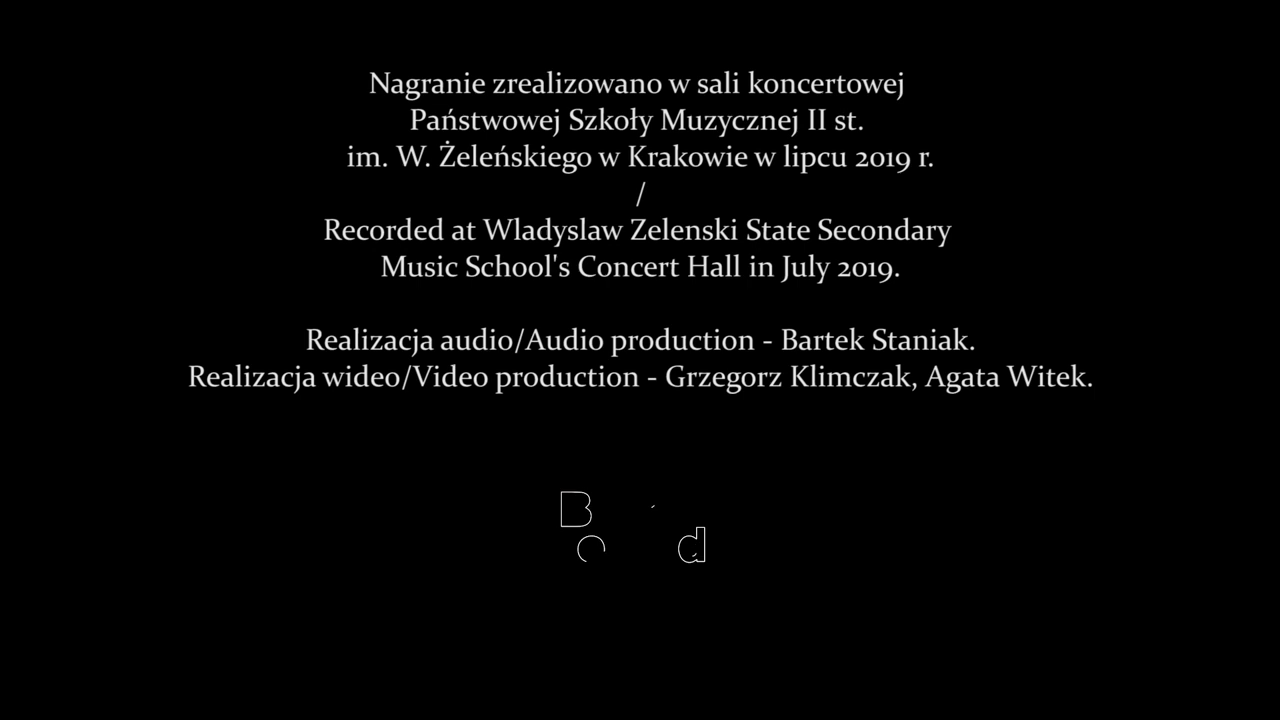 Nagranie zrealizowano w sali koncertowej
Państwowej Szkoły Muzycznej II st.
im. W. Żeleńskiego w Krakowie w lipcu 2019 r.
/
Recorded at Wladyslaw Zelenski State Secondary
Music School's Concert Hall in July 2019.
Realizacja audio/Audio production - Bartek Staniak.
Realizacja wideo/Video production - Grzegorz Klimczak, Agata Witek.